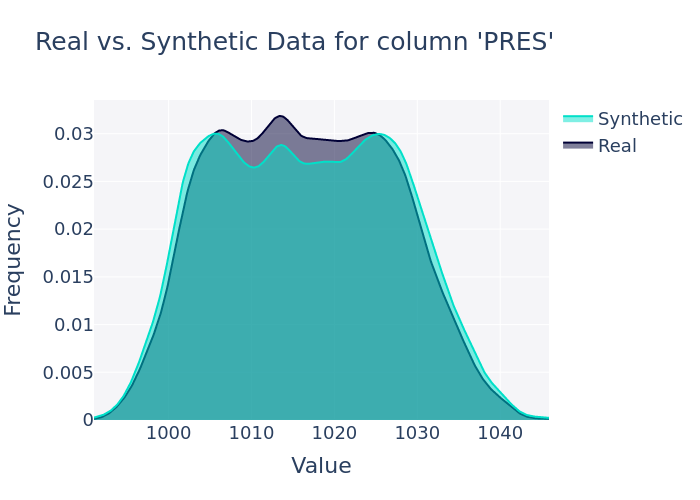 Real vs. Synthetic Data for column 'PRES'
Synthetic
Real
0.03
0.025
0.02
0.015
0.01
0.005
0
1000
1010
1020
1030
1040
Frequency
Value